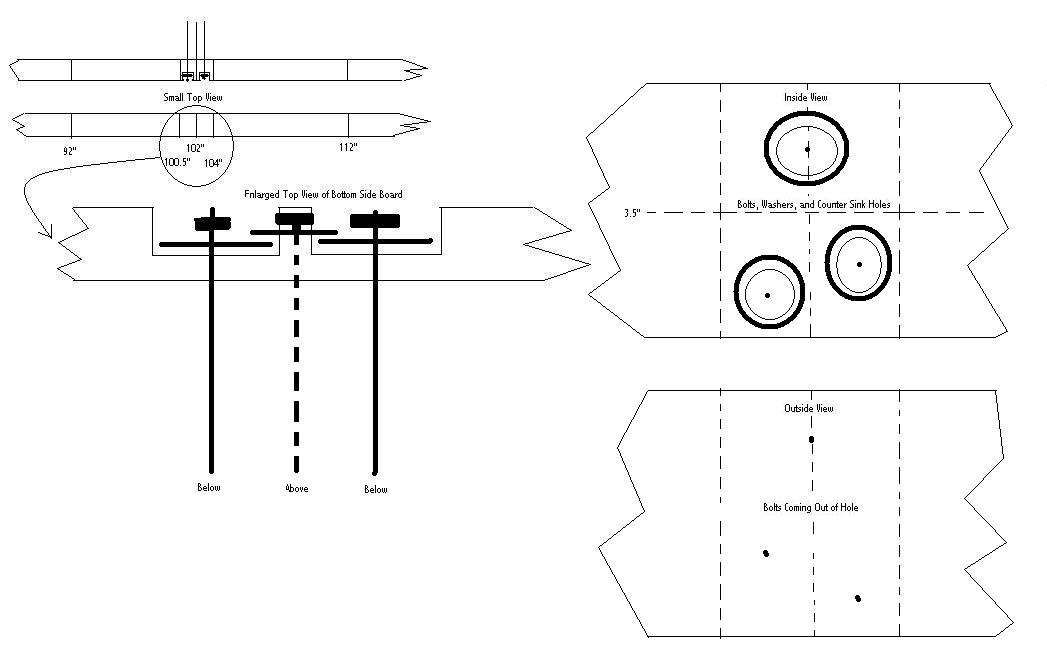 Small Top View
92"
102"
112"
100.5"
104"
Enlarged Top View of Bottom Side Board
Below
Above
Below
Inside View
3.5"
Bolts, Washers, and Counter Sink Holes
Outside View
Bolts Coming Out of Hole